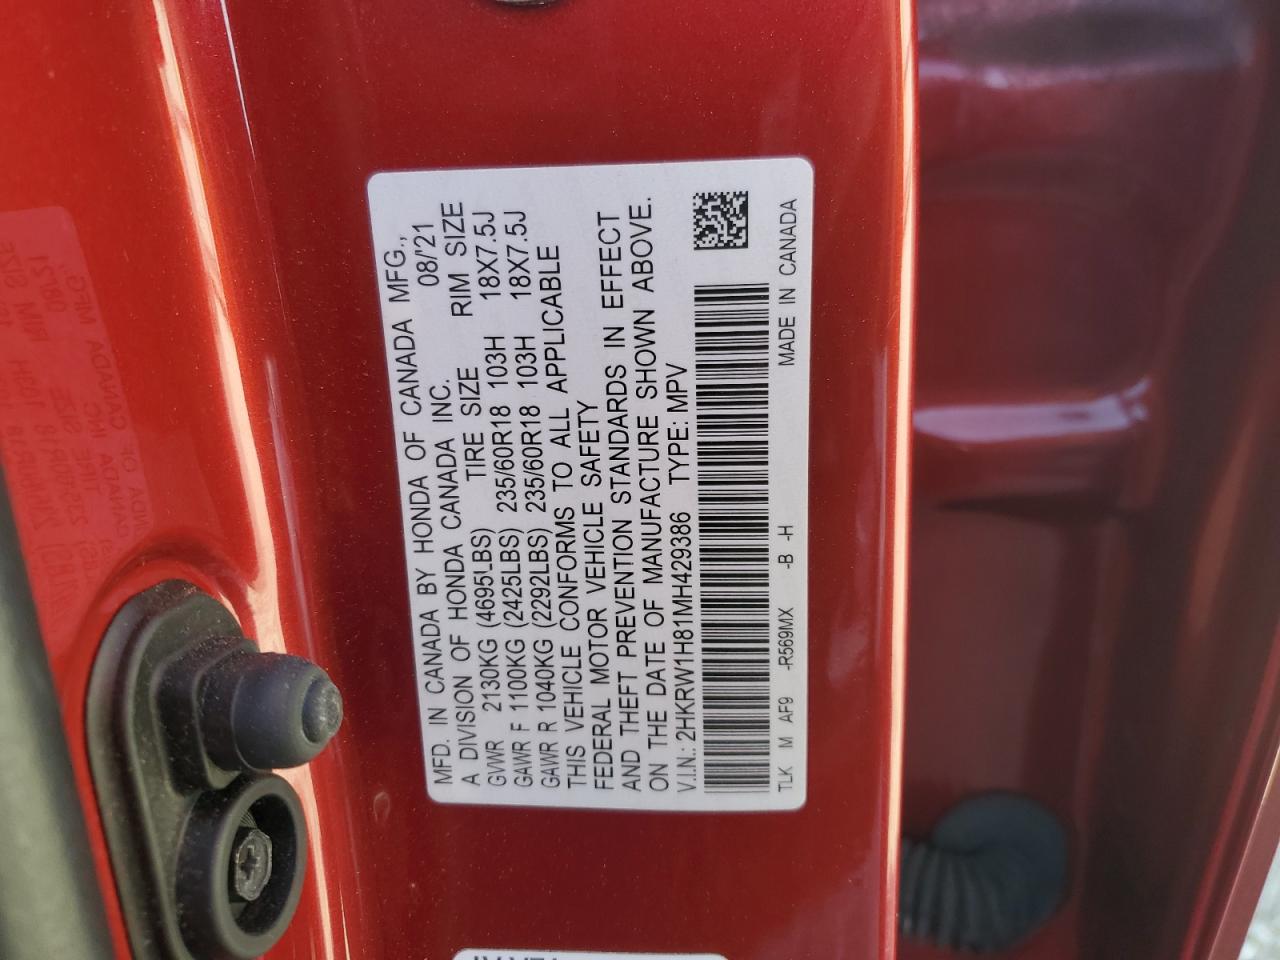 MFD. IN CANADA BY HONDA OF CANADA MFG.,
A DIVISION OF HONDA CANADA INC. 08/'21
TIRE SIZE RIM SIZE
GVWR 2130KG (4695LBS)
GAWR F 1100KG (2425LBS) 235/60R18 103H 18X7.5J
GAWR R 1040KG (2292LBS) 235/60R18 103H 18X7.5J
THIS VEHICLE CONFORMS TO ALL APPLICABLE
FEDERAL MOTOR VEHICLE SAFETY
AND THEFT PREVENTION STANDARDS IN EFFECT
ON THE DATE OF MANUFACTURE SHOWN ABOVE.
V.I.N.: 2HKRW1H81MH429386 TYPE: MPV
TLK M AF9 -R569MX -B -H MADE IN CANADA